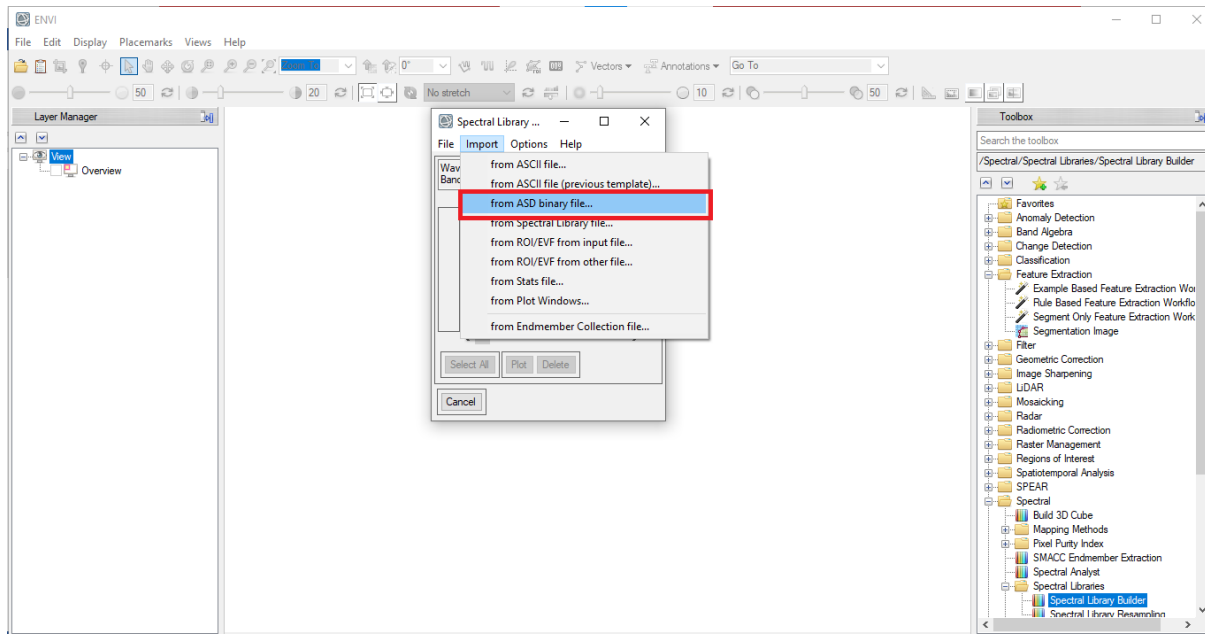 ENVI
File Edit Display Placemarks Views Help
0° Vectors Annotations Go To
50 20 No stretch 10 50
Layer Manager
View
Overview
Spectral Library ...
File Import Options Help
Wav
Band
from ASCII file...
from ASCII file (previous template)...
from ASD binary file...
from Spectral Library file...
from ROI/EVF from input file...
from ROI/EVF from other file...
from Stats file...
from Plot Windows...
from Endmember Collection file...
Select All Plot Delete
Cancel
Toolbox
Search the toolbox
/Spectral/Spectral Libraries/Spectral Library Builder
Favorites
Anomaly Detection
Band Algebra
Change Detection
Classification
Feature Extraction
Example Based Feature Extraction Wor
Rule Based Feature Extraction Workflo
Segment Only Feature Extraction Work
Segmentation Image
Filter
Geometric Correction
Image Sharpening
LiDAR
Mosaicking
Radar
Radiometric Correction
Raster Management
Regions of Interest
Spatiotemporal Analysis
SPEAR
Spectral
Build 3D Cube
Mapping Methods
Pixel Purity Index
SMACC Endmember Extraction
Spectral Analyst
Spectral Libraries
Spectral Library Builder
Spectral Library Resampling